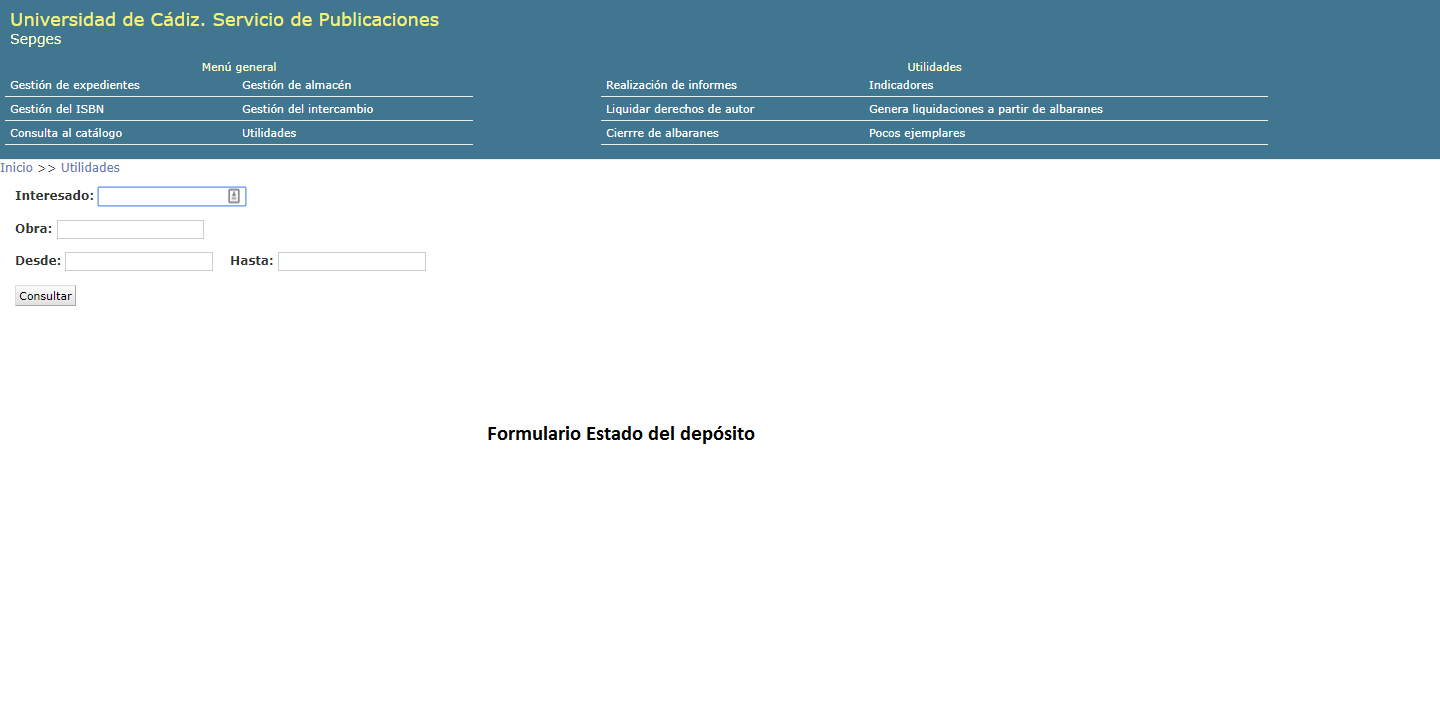 Universidad de Cádiz. Servicio de Publicaciones
Sepges
Menú general
Gestión de expedientes Gestión de almacén
Gestión del ISBN Gestión del intercambio
Consulta al catálogo Utilidades
Utilidades
Realización de informes Indicadores
Liquidar derechos de autor Genera liquidaciones a partir de albaranes
Cierrre de albaranes Pocos ejemplares
Inicio >> Utilidades
Interesado:
Obra:
Desde: Hasta:
Consultar
Formulario Estado del depósito